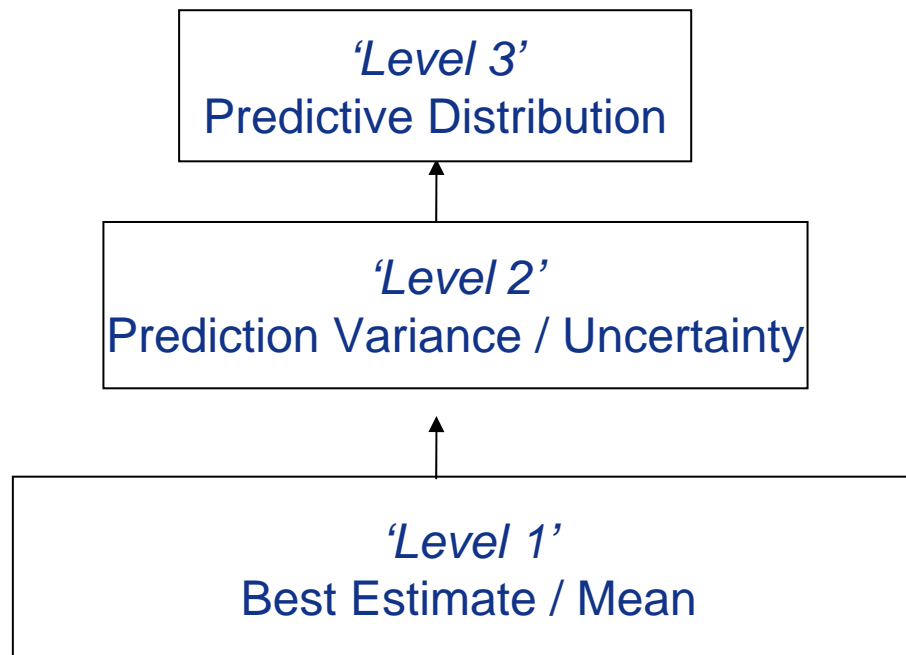 ‘Level 3’
Predictive Distribution
‘Level 2’
Prediction Variance / Uncertainty
‘Level 1’
Best Estimate / Mean